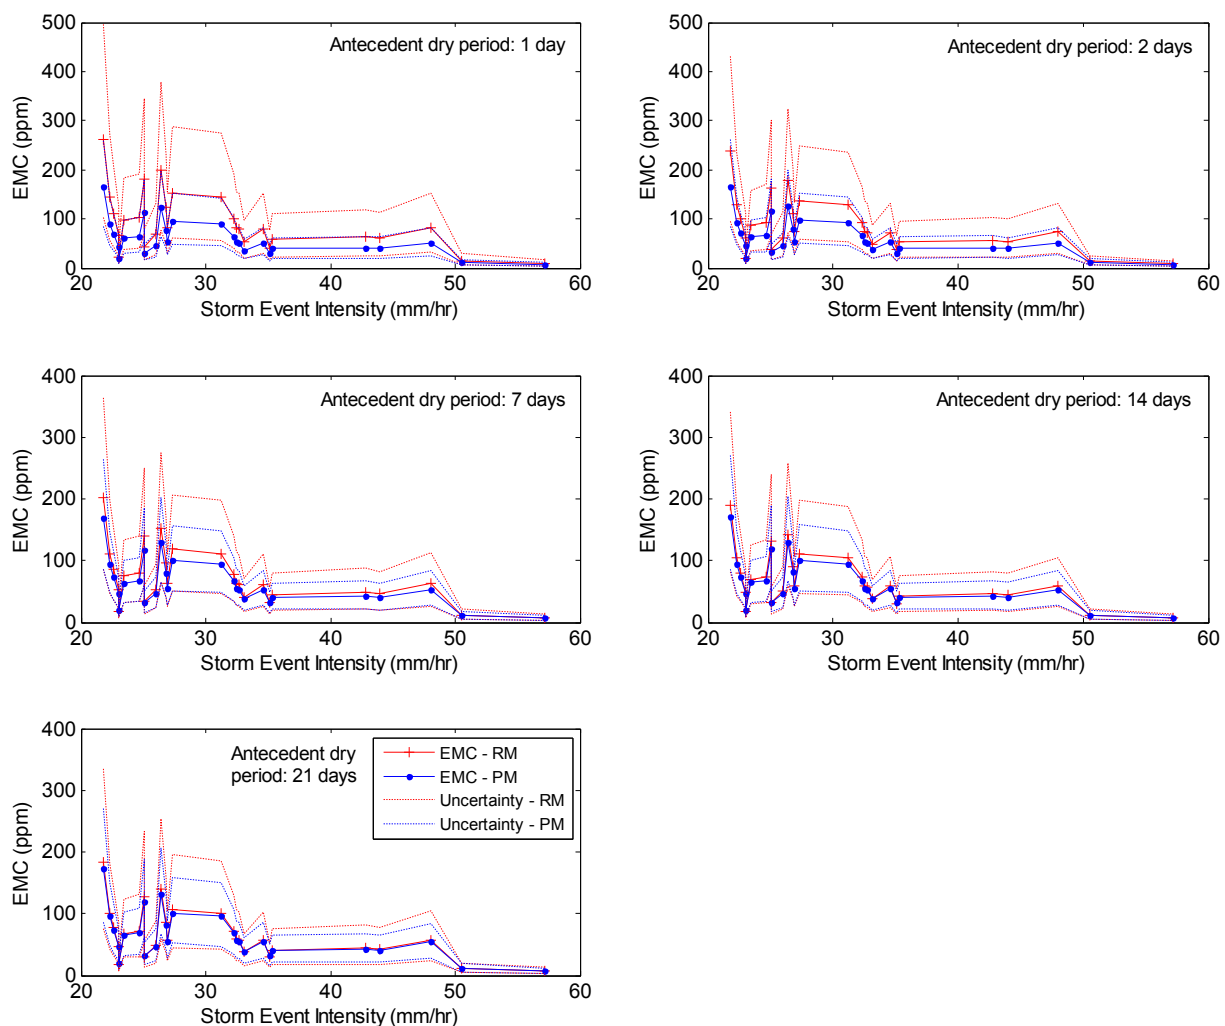 Antecedent dry period: 1 day
500
400
300
200
100
0
EMC (ppm)
20 30 40 50 60
Storm Event Intensity (mm/hr)
Antecedent dry period: 2 days
500
400
300
200
100
0
EMC (ppm)
20 30 40 50 60
Storm Event Intensity (mm/hr)
Antecedent dry period: 7 days
400
300
200
100
0
EMC (ppm)
20 30 40 50 60
Storm Event Intensity (mm/hr)
Antecedent dry period: 14 days
400
300
200
100
0
EMC (ppm)
20 30 40 50 60
Storm Event Intensity (mm/hr)
Antecedent dry
period: 21 days
EMC - RM
EMC - PM
Uncertainty - RM
Uncertainty - PM
400
300
200
100
0
EMC (ppm)
20 30 40 50 60
Storm Event Intensity (mm/hr)